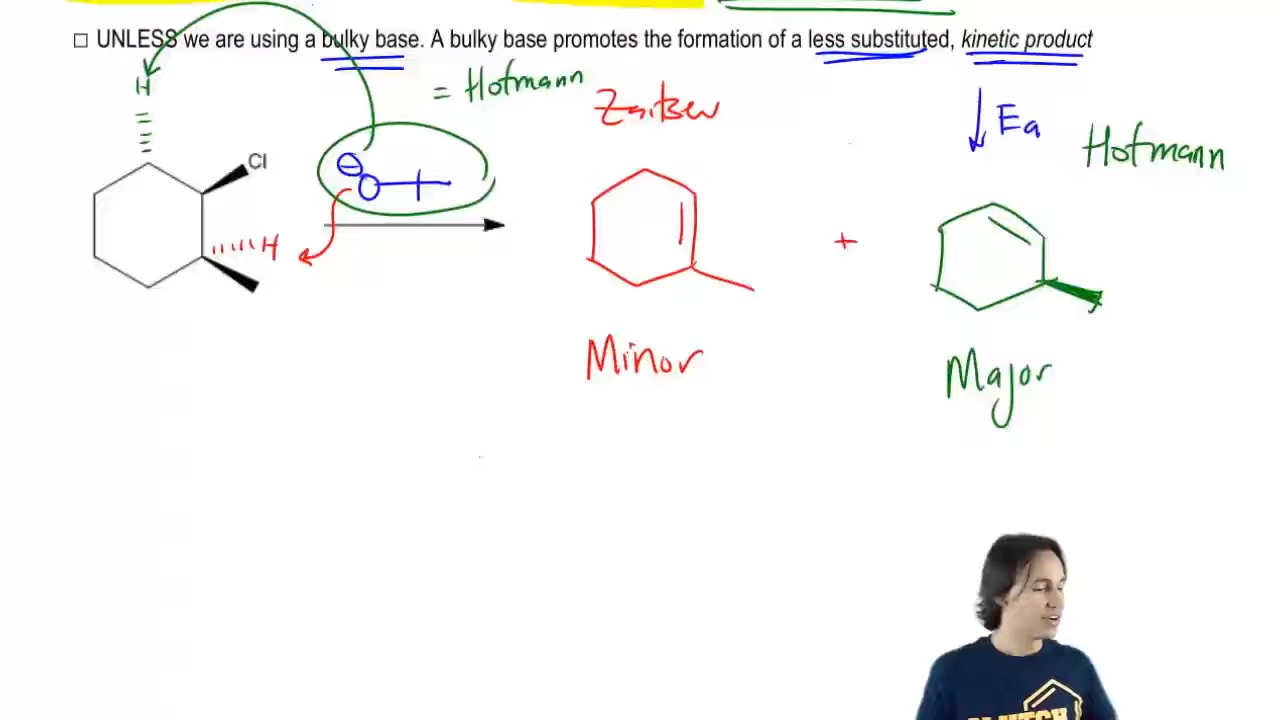 □ UNLESS we are using a bulky base. A bulky base promotes the formation of a less substituted, kinetic product
H
= Hofmann
Zaitsev
Ea
Hofmann
Cl
⊖
O
H
+
Minor
Major